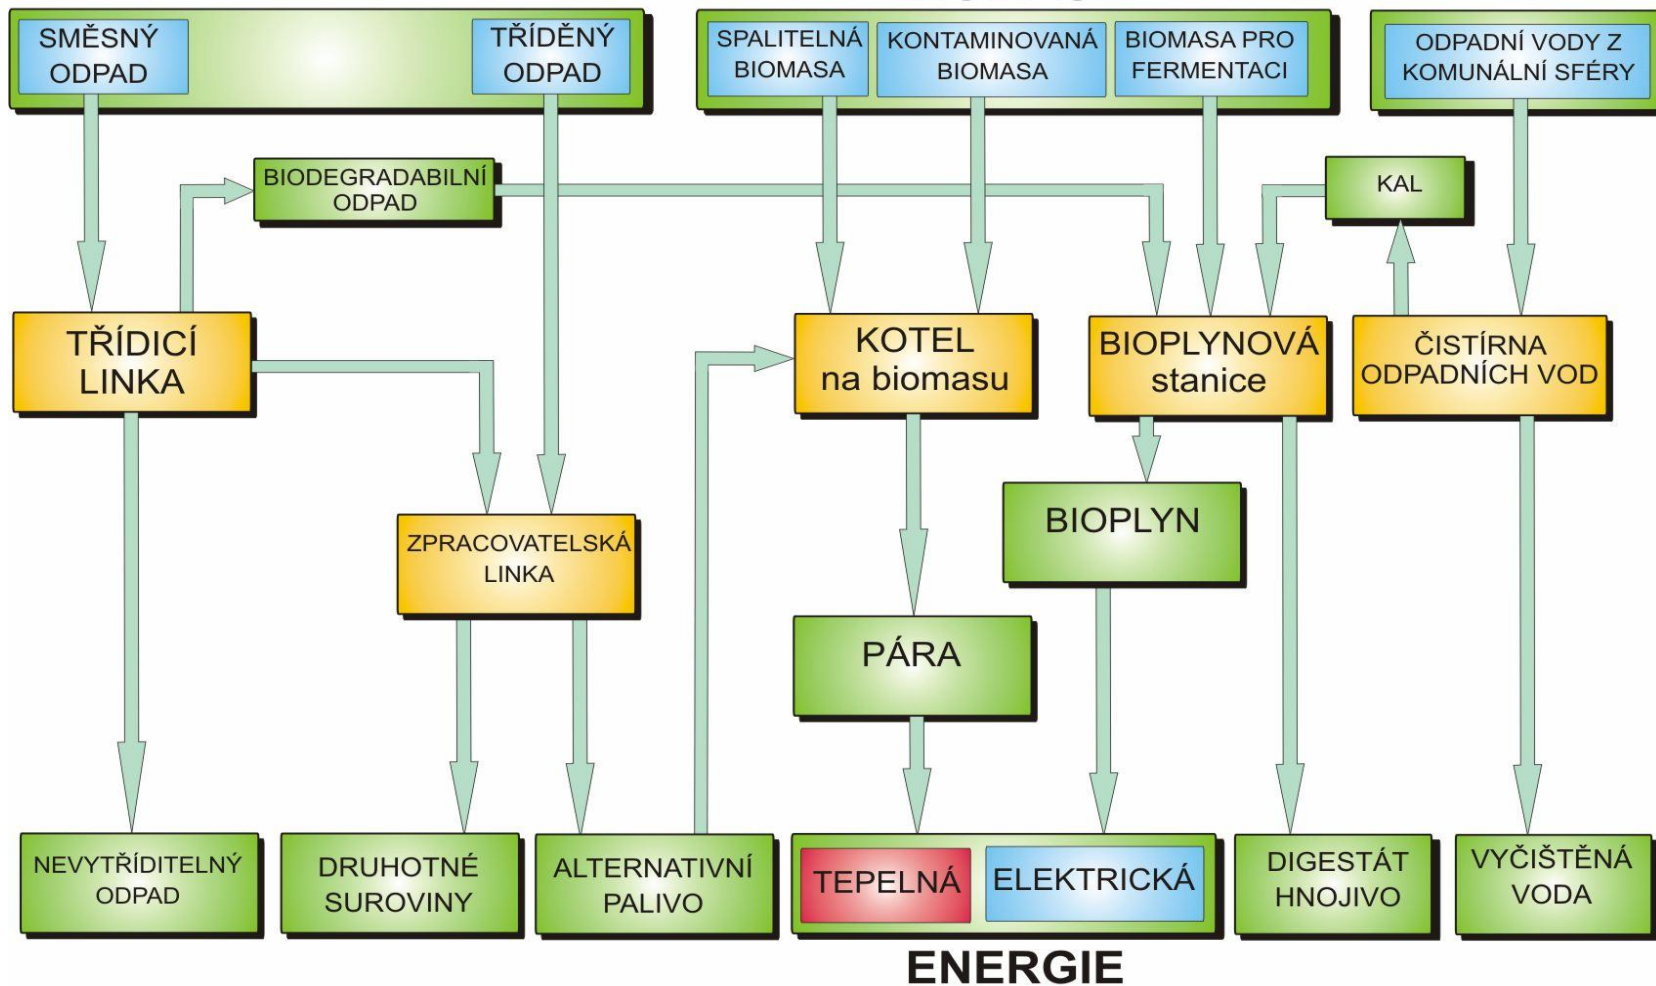 SMĚSNÝ
ODPAD
TŘÍDĚNÝ
ODPAD
SPALITELNÁ
BIOMASA
KONTAMINOVANÁ
BIOMASA
BIOMASA PRO
FERMENTACI
ODPADNÍ VODY Z
KOMUNÁLNÍ SFÉRY
BIODEGRADABILNÍ
ODPAD
KAL
TŘÍDICÍ
LINKA
KOTEL
na biomasu
BIOPLYNOVÁ
stanice
ČISTÍRNA
ODPADNÍCH VOD
ZPRACOVATELSKÁ
LINKA
BIOPLYN
PÁRA
NEVYTŘÍDITELNÝ
ODPAD
DRUHOTNÉ
SUROVINY
ALTERNATIVNÍ
PALIVO
TEPELNÁ
ELEKTRICKÁ
DIGESTÁT
HNOJIVO
VYČIŠTĚNÁ
VODA
ENERGIE